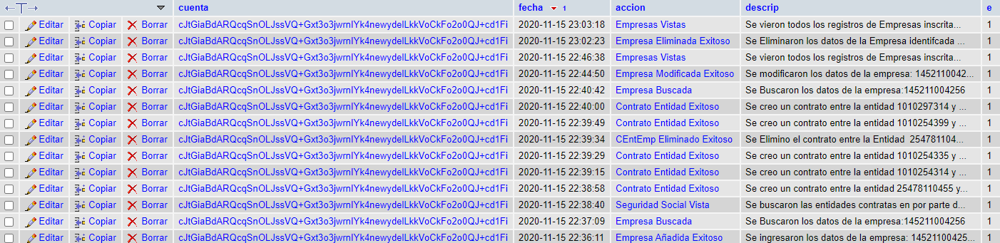 cuenta fecha 1 accion descrip e
Editar Copiar Borrar cJtGiaBdARQcqSnOLJssVQ+Gxt3o3jwrnIYk4newydelLkkVoCkFo2o0QJ+cd1Fi 2020-11-15 23:03:18 Empresas Vistas Se vieron todos los registros de Empresas inscrita... 1
Editar Copiar Borrar cJtGiaBdARQcqSnOLJssVQ+Gxt3o3jwrnIYk4newydelLkkVoCkFo2o0QJ+cd1Fi 2020-11-15 23:02:23 Empresa Eliminada Exitoso Se Eliminaron los datos de la Empresa identifcada ... 1
Editar Copiar Borrar cJtGiaBdARQcqSnOLJssVQ+Gxt3o3jwrnIYk4newydelLkkVoCkFo2o0QJ+cd1Fi 2020-11-15 22:46:38 Empresas Vistas Se vieron todos los registros de Empresas inscrita... 1
Editar Copiar Borrar cJtGiaBdARQcqSnOLJssVQ+Gxt3o3jwrnIYk4newydelLkkVoCkFo2o0QJ+cd1Fi 2020-11-15 22:44:50 Empresa Modificada Exitoso Se modificaron los datos de la empresa: 1452110042... 1
Editar Copiar Borrar cJtGiaBdARQcqSnOLJssVQ+Gxt3o3jwrnIYk4newydelLkkVoCkFo2o0QJ+cd1Fi 2020-11-15 22:40:42 Empresa Buscada Se Buscaron los datos de la empresa:145211004256 1
Editar Copiar Borrar cJtGiaBdARQcqSnOLJssVQ+Gxt3o3jwrnIYk4newydelLkkVoCkFo2o0QJ+cd1Fi 2020-11-15 22:40:00 Contrato Entidad Exitoso Se creo un contrato entre la entidad 1010297314 y ... 1
Editar Copiar Borrar cJtGiaBdARQcqSnOLJssVQ+Gxt3o3jwrnIYk4newydelLkkVoCkFo2o0QJ+cd1Fi 2020-11-15 22:39:49 Contrato Entidad Exitoso Se creo un contrato entre la entidad 1010254399 y ... 1
Editar Copiar Borrar cJtGiaBdARQcqSnOLJssVQ+Gxt3o3jwrnIYk4newydelLkkVoCkFo2o0QJ+cd1Fi 2020-11-15 22:39:34 CEntEmp Eliminado Exitoso Se Elimino el contrato entre la Entidad 254781104... 1
Editar Copiar Borrar cJtGiaBdARQcqSnOLJssVQ+Gxt3o3jwrnIYk4newydelLkkVoCkFo2o0QJ+cd1Fi 2020-11-15 22:39:29 Contrato Entidad Exitoso Se creo un contrato entre la entidad 1010254335 y ... 1
Editar Copiar Borrar cJtGiaBdARQcqSnOLJssVQ+Gxt3o3jwrnIYk4newydelLkkVoCkFo2o0QJ+cd1Fi 2020-11-15 22:39:15 Contrato Entidad Exitoso Se creo un contrato entre la entidad 1010254314 y ... 1
Editar Copiar Borrar cJtGiaBdARQcqSnOLJssVQ+Gxt3o3jwrnIYk4newydelLkkVoCkFo2o0QJ+cd1Fi 2020-11-15 22:38:58 Contrato Entidad Exitoso Se creo un contrato entre la entidad 25478110455 y... 1
Editar Copiar Borrar cJtGiaBdARQcqSnOLJssVQ+Gxt3o3jwrnIYk4newydelLkkVoCkFo2o0QJ+cd1Fi 2020-11-15 22:38:40 Seguridad Social Vista Se buscaron las entidades contratas en por parte d... 1
Editar Copiar Borrar cJtGiaBdARQcqSnOLJssVQ+Gxt3o3jwrnIYk4newydelLkkVoCkFo2o0QJ+cd1Fi 2020-11-15 22:37:09 Empresa Buscada Se Buscaron los datos de la empresa:145211004256 1
Editar Copiar Borrar cJtGiaBdARQcqSnOLJssVQ+Gxt3o3jwrnIYk4newydelLkkVoCkFo2o0QJ+cd1Fi 2020-11-15 22:36:11 Empresa Añadida Exitoso Se ingresaron los datos de la empresa: 14521100425... 1